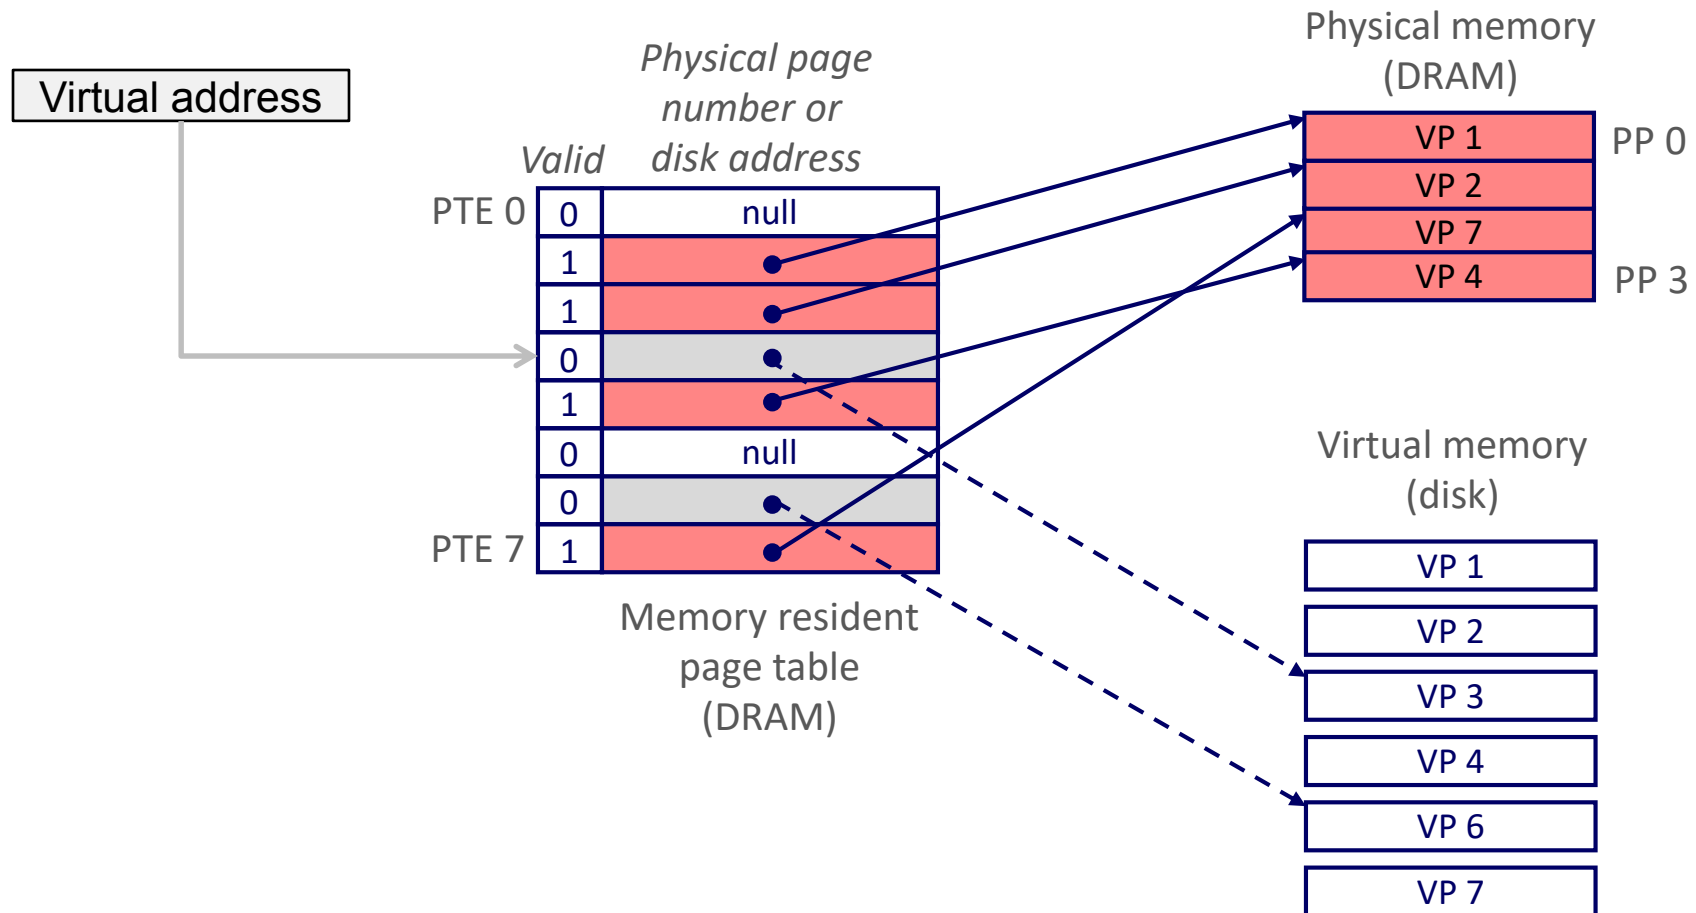 Virtual address
Physical page
number or
disk address
Valid
PTE 0
0
null
1
1
0
1
0
null
0
PTE 7
1
Memory resident
page table
(DRAM)
Physical memory
(DRAM)
VP 1
PP 0
VP 2
VP 7
VP 4
PP 3
Virtual memory
(disk)
VP 1
VP 2
VP 3
VP 4
VP 6
VP 7